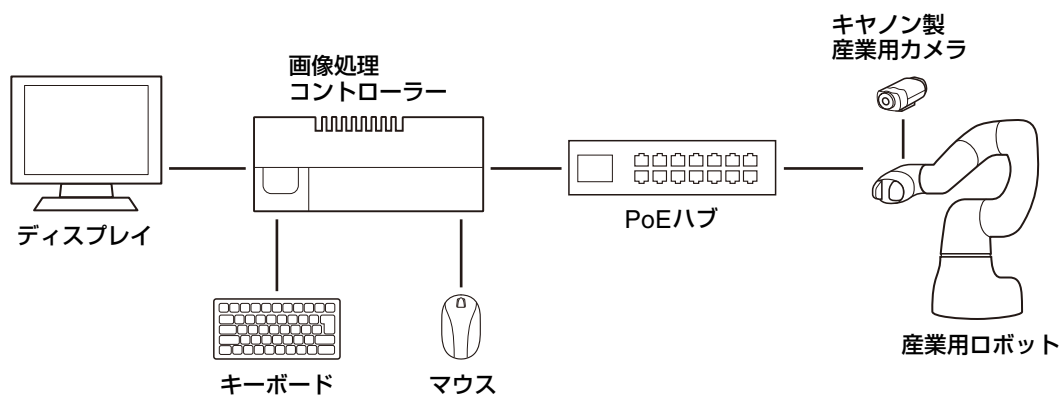 キヤノン製
産業用カメラ
画像処理
コントローラー
ディスプレイ
PoEハブ
産業用ロボット
キーボード
マウス